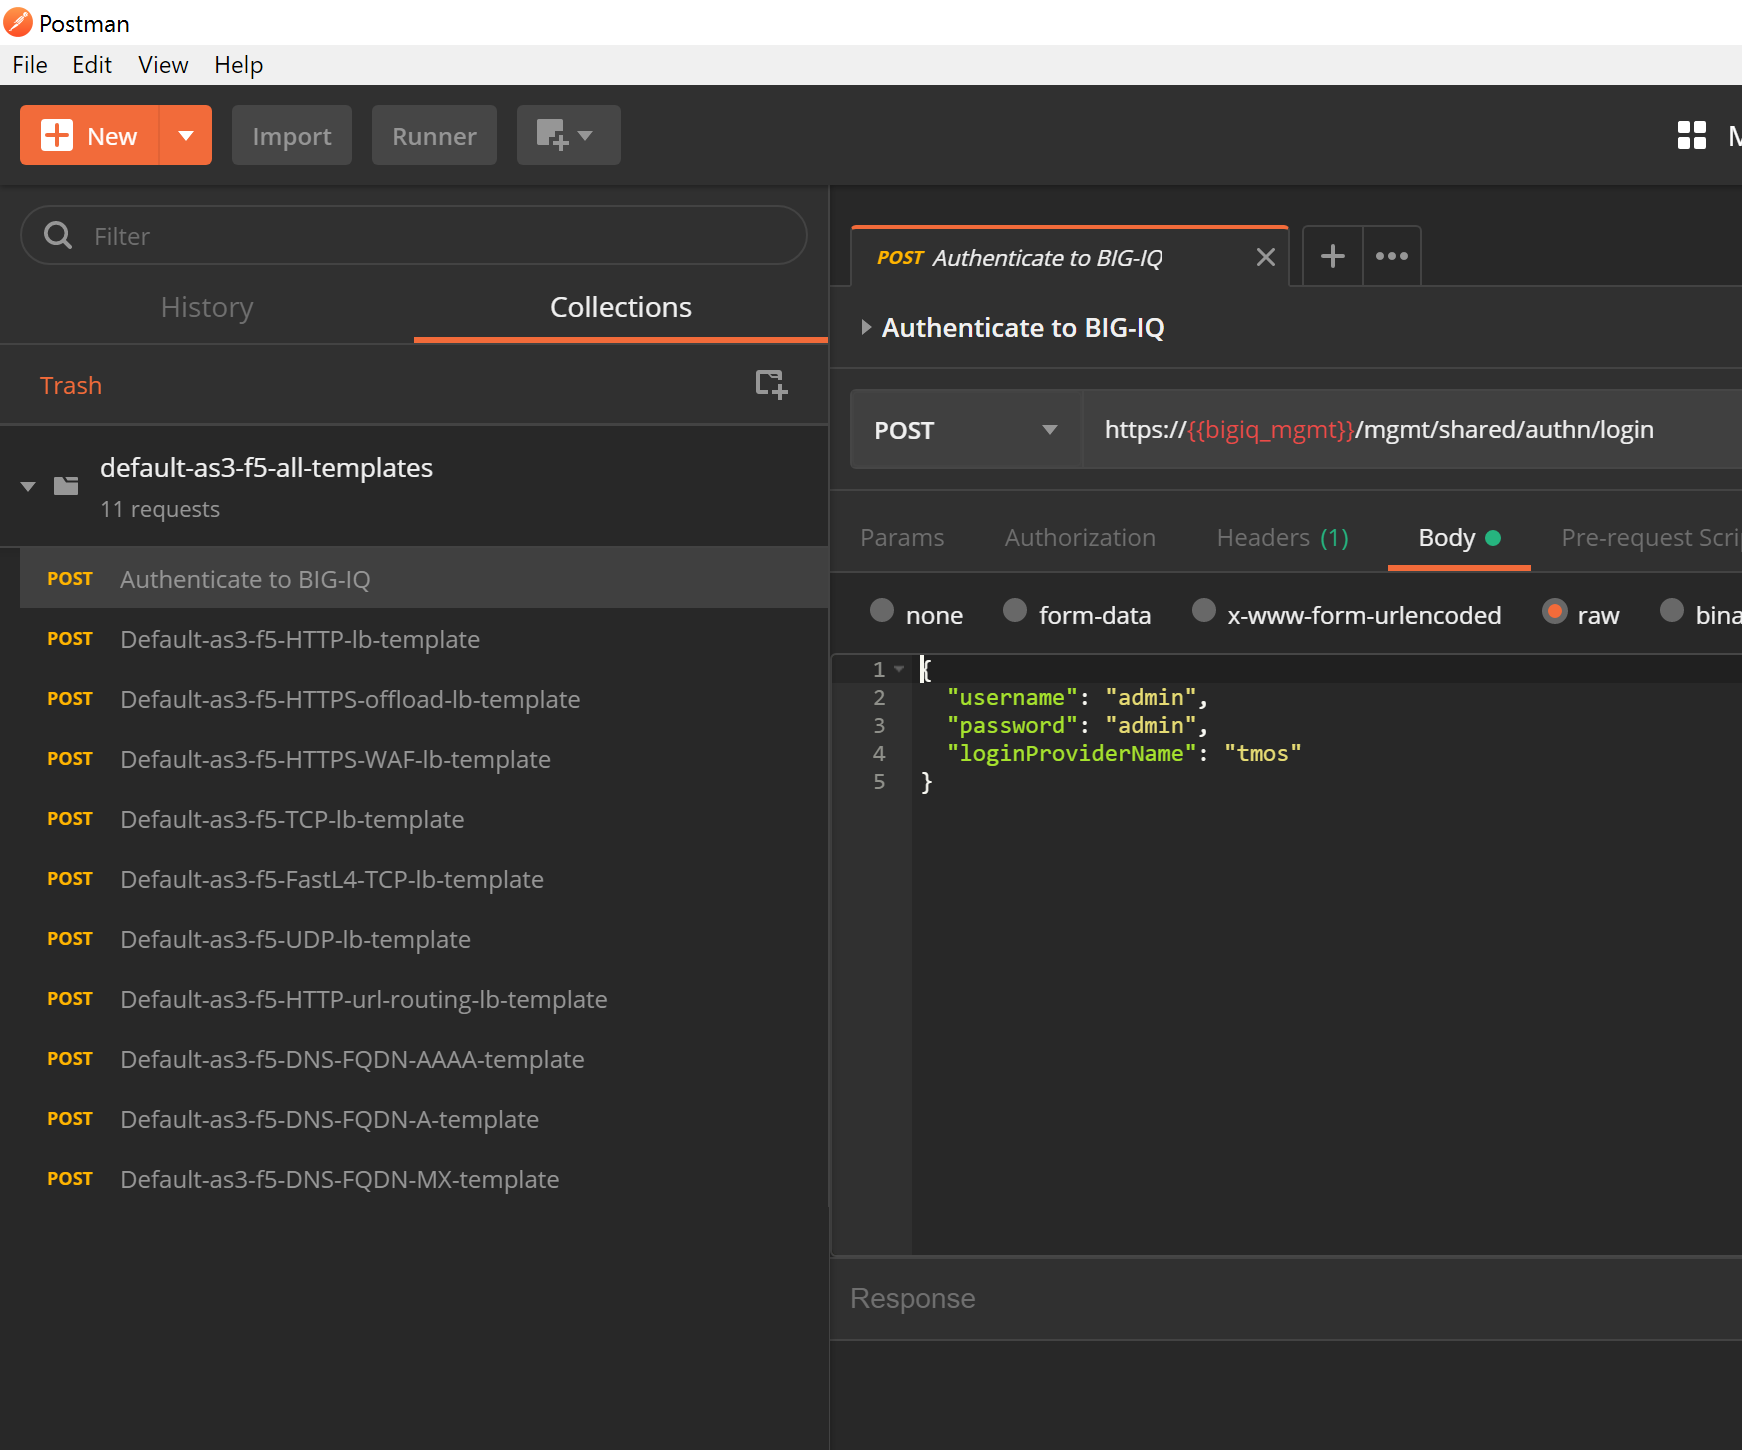 Postman
File Edit View Help
New Import Runner
Filter
History Collections
Trash
default-as3-f5-all-templates
11 requests
POST Authenticate to BIG-IQ
POST Default-as3-f5-HTTP-lb-template
POST Default-as3-f5-HTTPS-offload-lb-template
POST Default-as3-f5-HTTPS-WAF-lb-template
POST Default-as3-f5-TCP-lb-template
POST Default-as3-f5-FastL4-TCP-lb-template
POST Default-as3-f5-UDP-lb-template
POST Default-as3-f5-HTTP-url-routing-lb-template
POST Default-as3-f5-DNS-FQDN-AAAA-template
POST Default-as3-f5-DNS-FQDN-A-template
POST Default-as3-f5-DNS-FQDN-MX-template
POST Authenticate to BIG-IQ
Authenticate to BIG-IQ
POST https://{{bigiq_mgmt}}/mgmt/shared/authn/login
Params Authorization Headers (1) Body Pre-request
none form-data x-www-form-urlencoded raw
1 {
2 "username": "admin",
3 "password": "admin",
4 "loginProviderName": "tmos"
5 }
Response